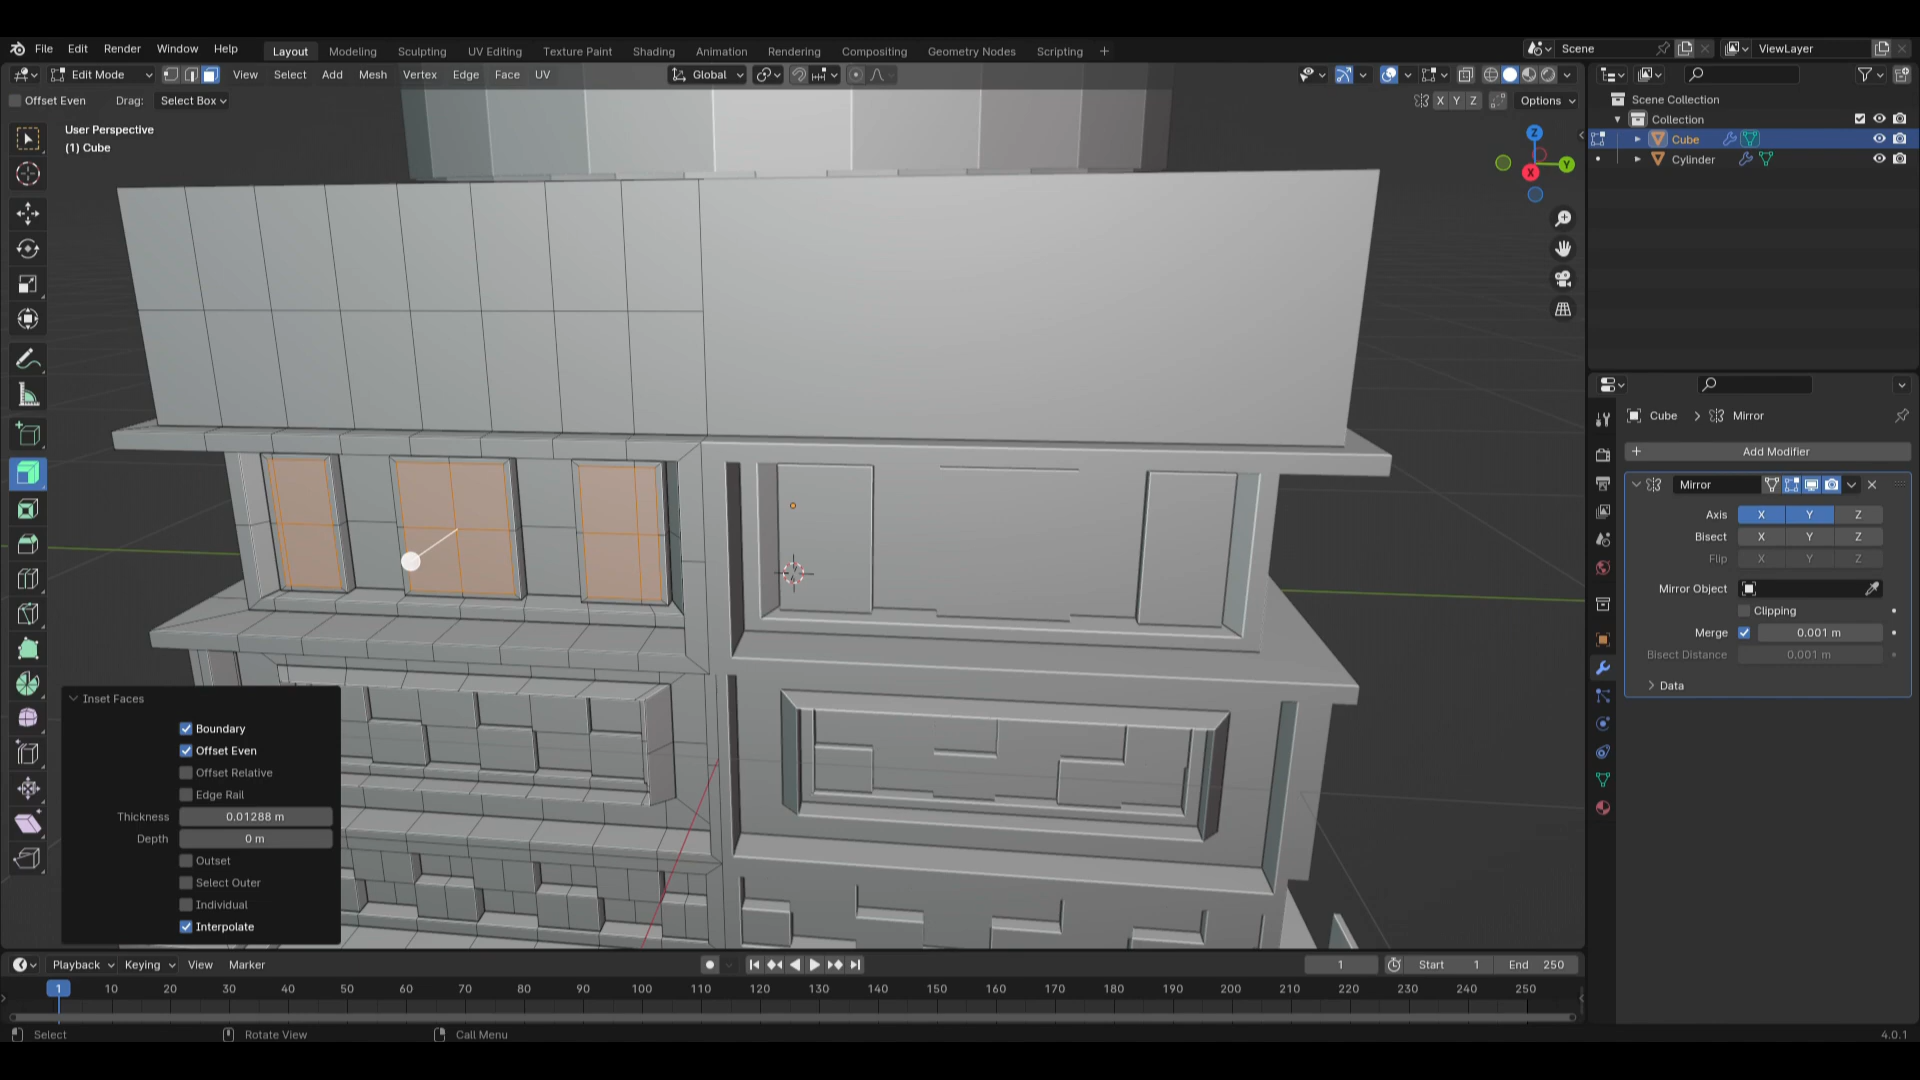 File Edit Render Window Help Layout Modeling Sculpting UV Editing Texture Paint Shading Animation Rendering Compositing Geometry Nodes Scripting + Scene ViewLayer
Edit Mode View Select Add Mesh Vertex Edge Face UV Global
Offset Even Drag: Select Box X Y Z Options
User Perspective
(1) Cube
Z
Y
X
Scene Collection
Collection
Cube
Cylinder
Cube > Mirror
+ Add Modifier
Mirror
Axis X Y Z
Bisect X Y Z
Flip X Y Z
Mirror Object
Clipping
Merge 0.001 m
Bisect Distance 0.001 m
Data
Inset Faces
Boundary
Offset Even
Offset Relative
Edge Rail
Thickness 0.01288 m
Depth 0 m
Outset
Select Outer
Individual
Interpolate
Playback Keying View Marker 1 Start 1 End 250
1 10 20 30 40 50 60 70 80 90 100 110 120 130 140 150 160 170 180 190 200 210 220 230 240 250
Select Rotate View Call Menu 4.0.1